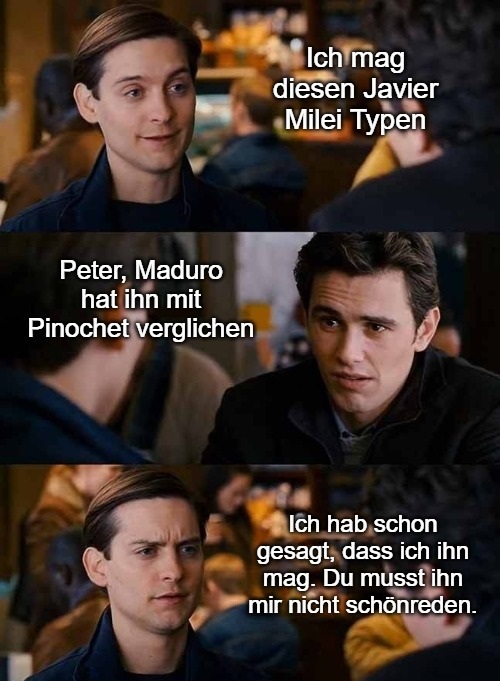 Ich mag
diesen Javier
Milei Typen
Peter, Maduro
hat ihn mit
Pinochet verglichen
Ich hab schon
gesagt, dass ich ihn
mag. Du musst ihn
mir nicht schönreden.